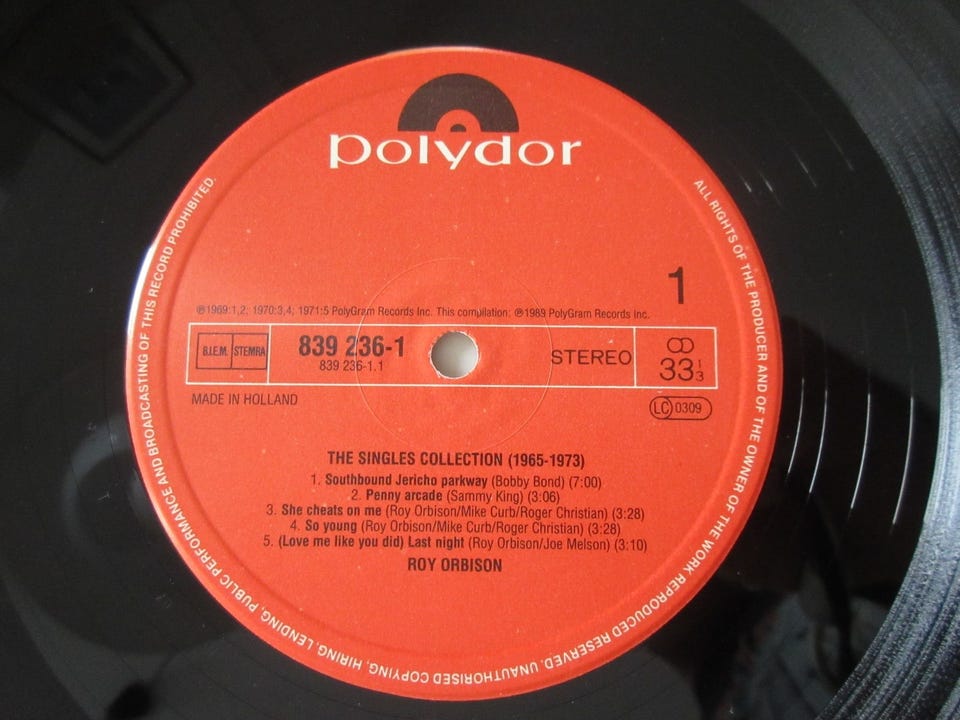 polydor
1
℗1969:1,2; 1970:3,4; 1971:5 PolyGram Records Inc. This compilation: ℗1989 PolyGram Records Inc.
B.I.E.M. STEMRA
839 236-1
839 236-1.1
STEREO
33 1/3
MADE IN HOLLAND
LC 0309
THE SINGLES COLLECTION (1965-1973)
1. Southbound Jericho parkway (Bobby Bond) (7:00)
2. Penny arcade (Sammy King) (3:06)
3. She cheats on me (Roy Orbison/Mike Curb/Roger Christian) (3:28)
4. So young (Roy Orbison/Mike Curb/Roger Christian) (3:28)
5. (Love me like you did) Last night (Roy Orbison/Joe Melson) (3:10)
ROY ORBISON
ALL RIGHTS OF THE PRODUCER AND OF THE OWNER OF THE WORK REPRODUCED RESERVED. UNAUTHORISED COPYING, HIRING, LENDING, PUBLIC PERFORMANCE AND BROADCASTING OF THIS RECORD PROHIBITED.